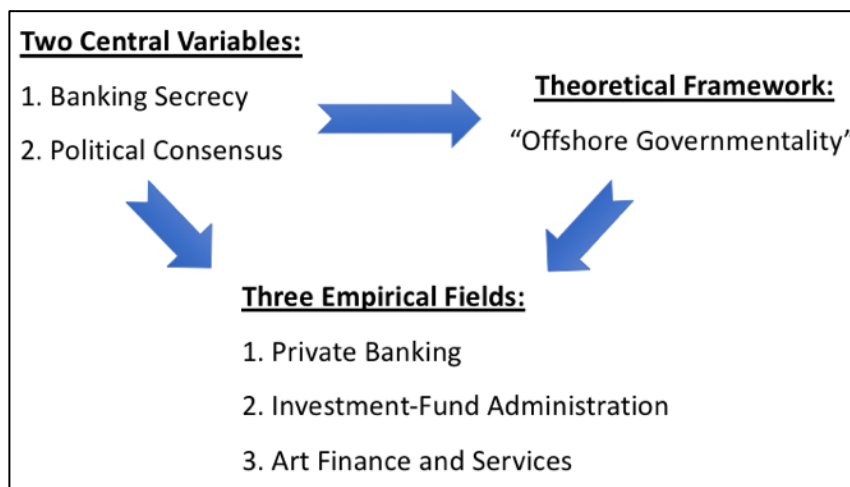 Two Central Variables:
1. Banking Secrecy
2. Political Consensus
Theoretical Framework:
“Offshore Governmentality”
Three Empirical Fields:
1. Private Banking
2. Investment-Fund Administration
3. Art Finance and Services